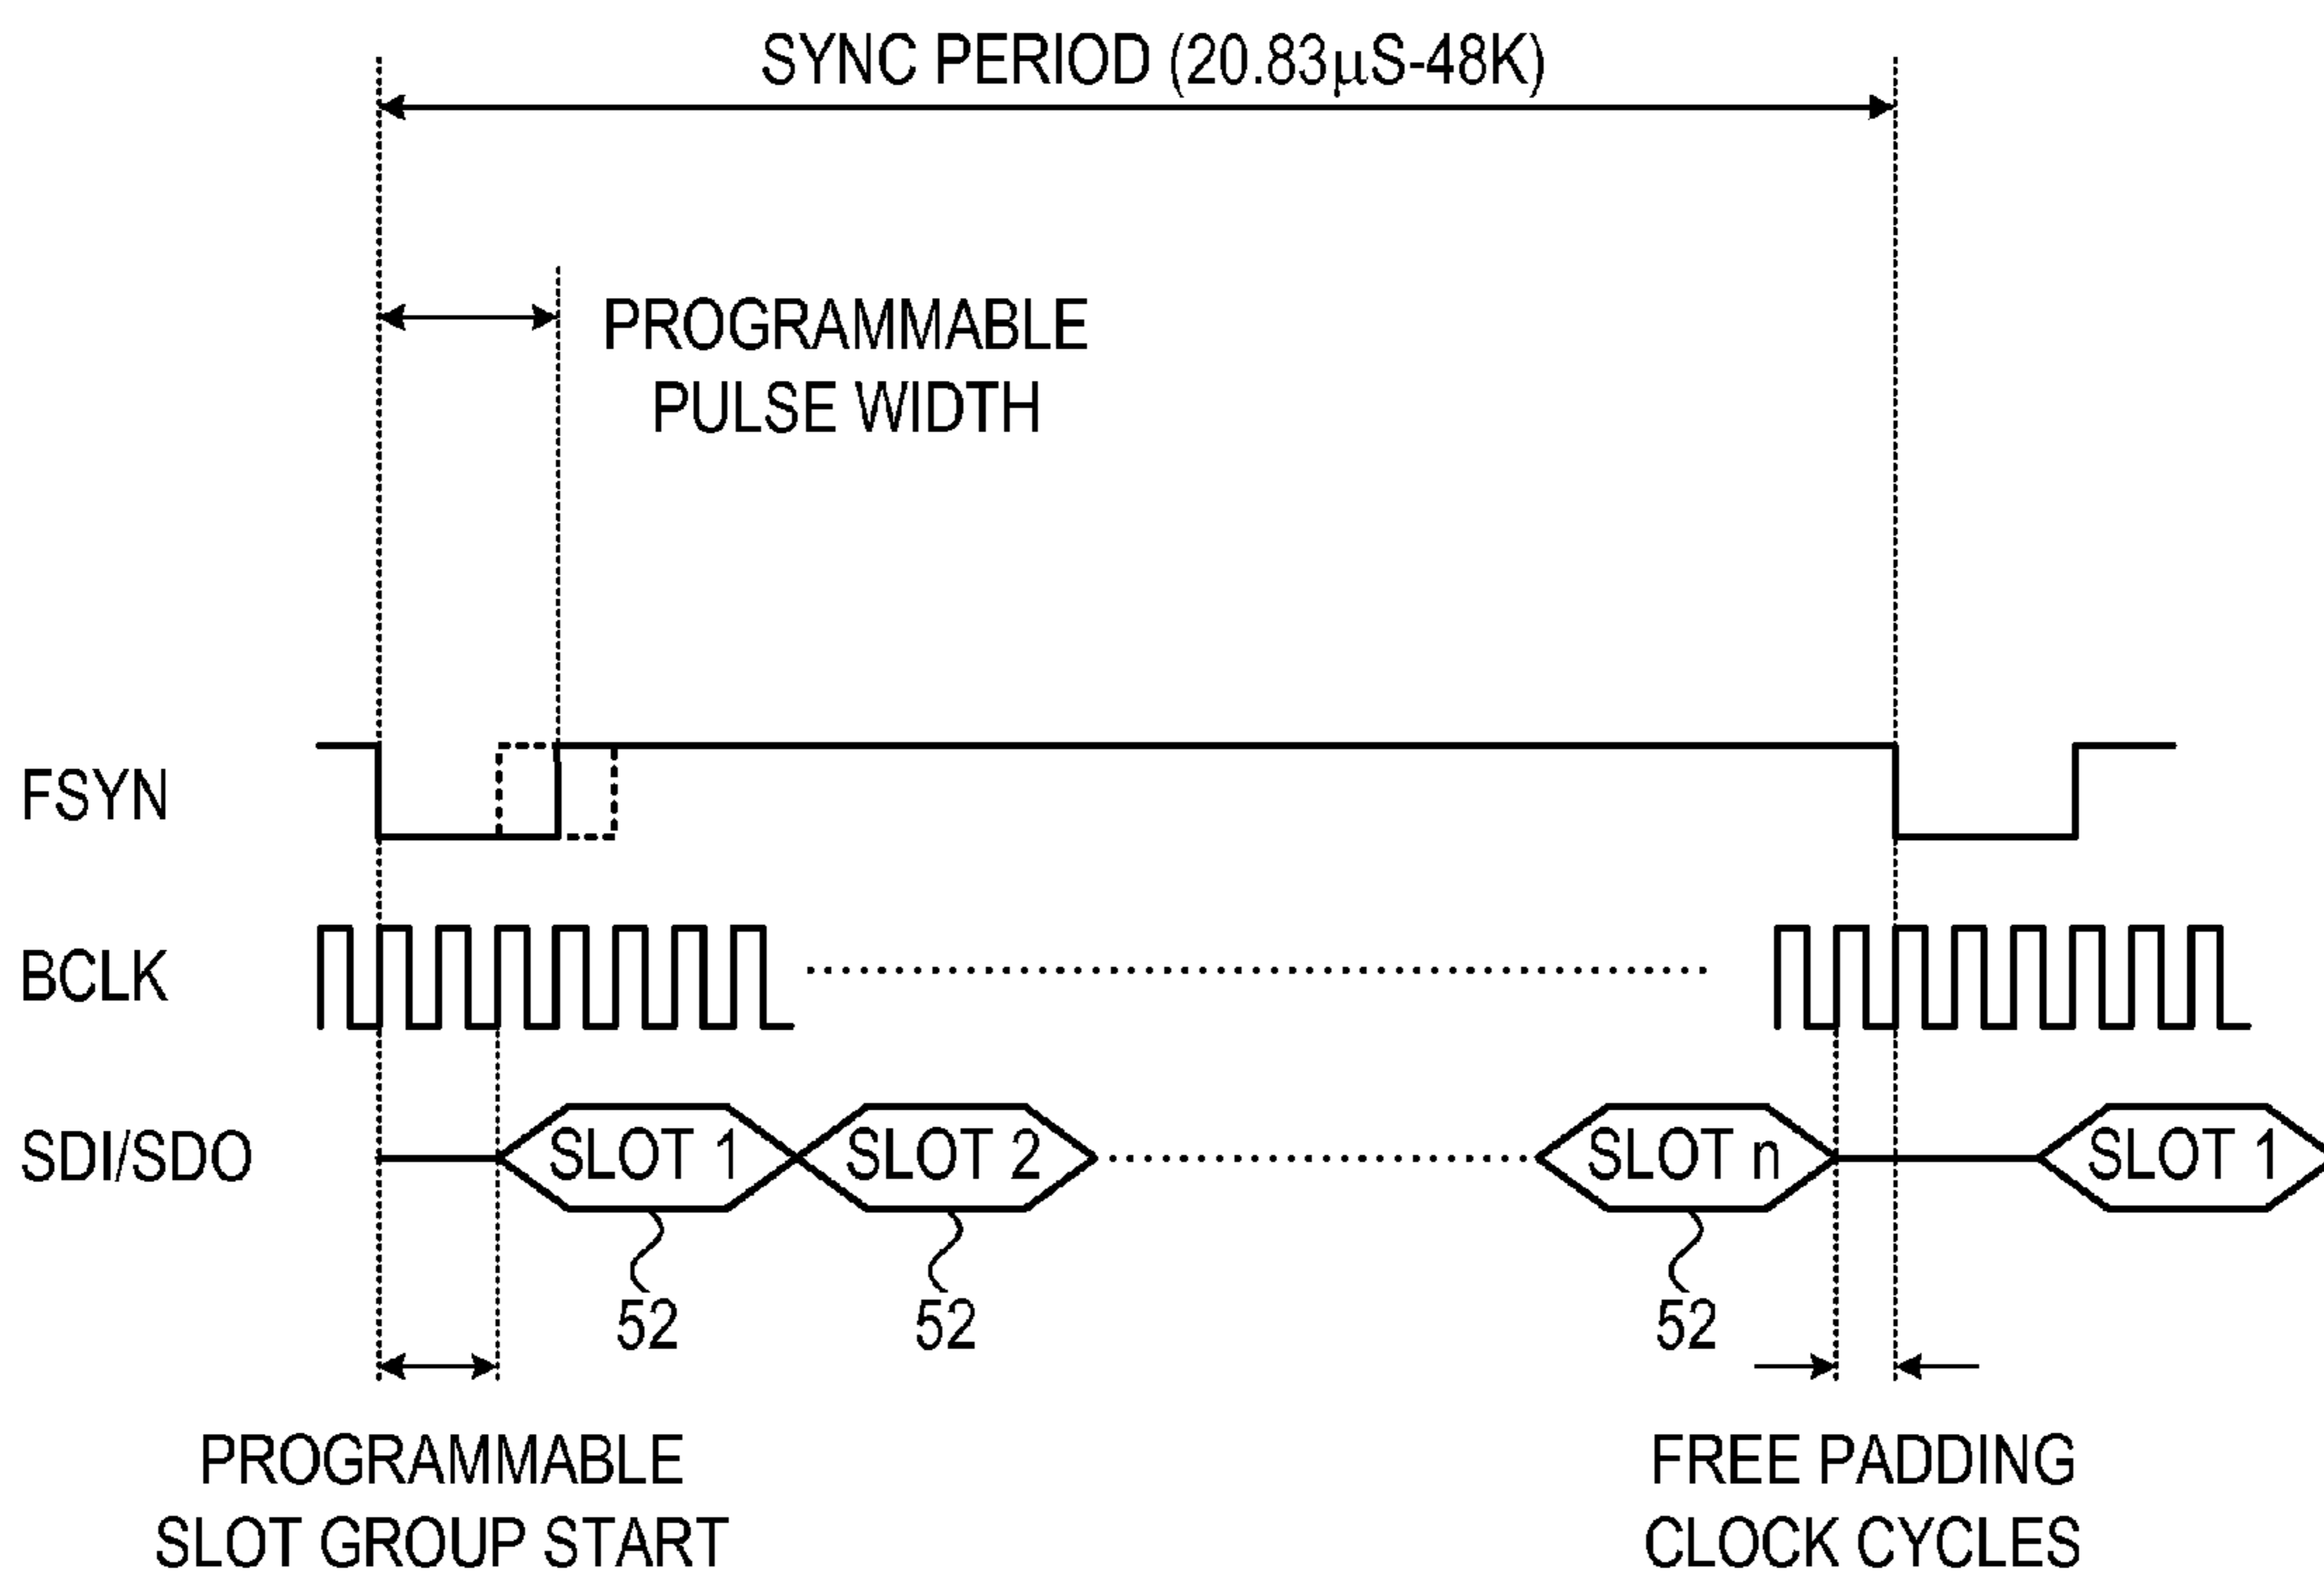 SYNC PERIOD (20.83μS-48K)
PROGRAMMABLE
PULSE WIDTH
FSYN
BCLK
SDI/SDO
SLOT 1
SLOT 2
SLOT n
SLOT 1
52
52
52
PROGRAMMABLE
SLOT GROUP START
FREE PADDING
CLOCK CYCLES